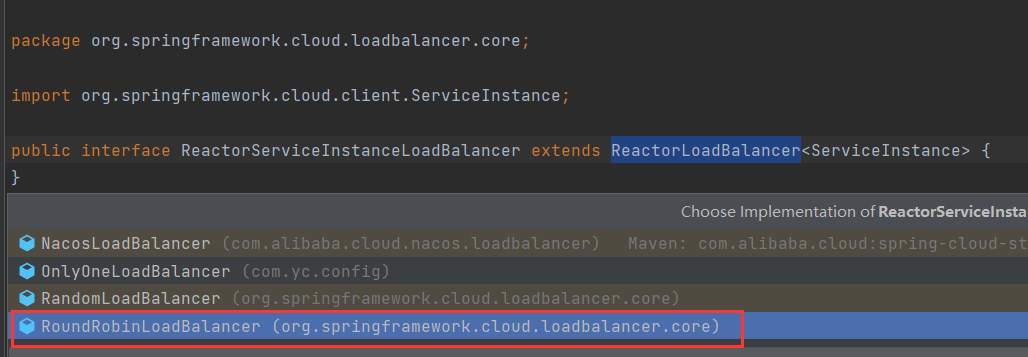 package org.springframework.cloud.loadbalancer.core;
import org.springframework.cloud.client.ServiceInstance;
public interface ReactorServiceInstanceLoadBalancer extends ReactorLoadBalancer<ServiceInstance> {
}
Choose Implementation of ReactorServiceInsta
NacosLoadBalancer (com.alibaba.cloud.nacos.loadbalancer) Maven: com.alibaba.cloud:spring-cloud-st
OnlyOneLoadBalancer (com.yc.config)
RandomLoadBalancer (org.springframework.cloud.loadbalancer.core)
RoundRobinLoadBalancer (org.springframework.cloud.loadbalancer.core)